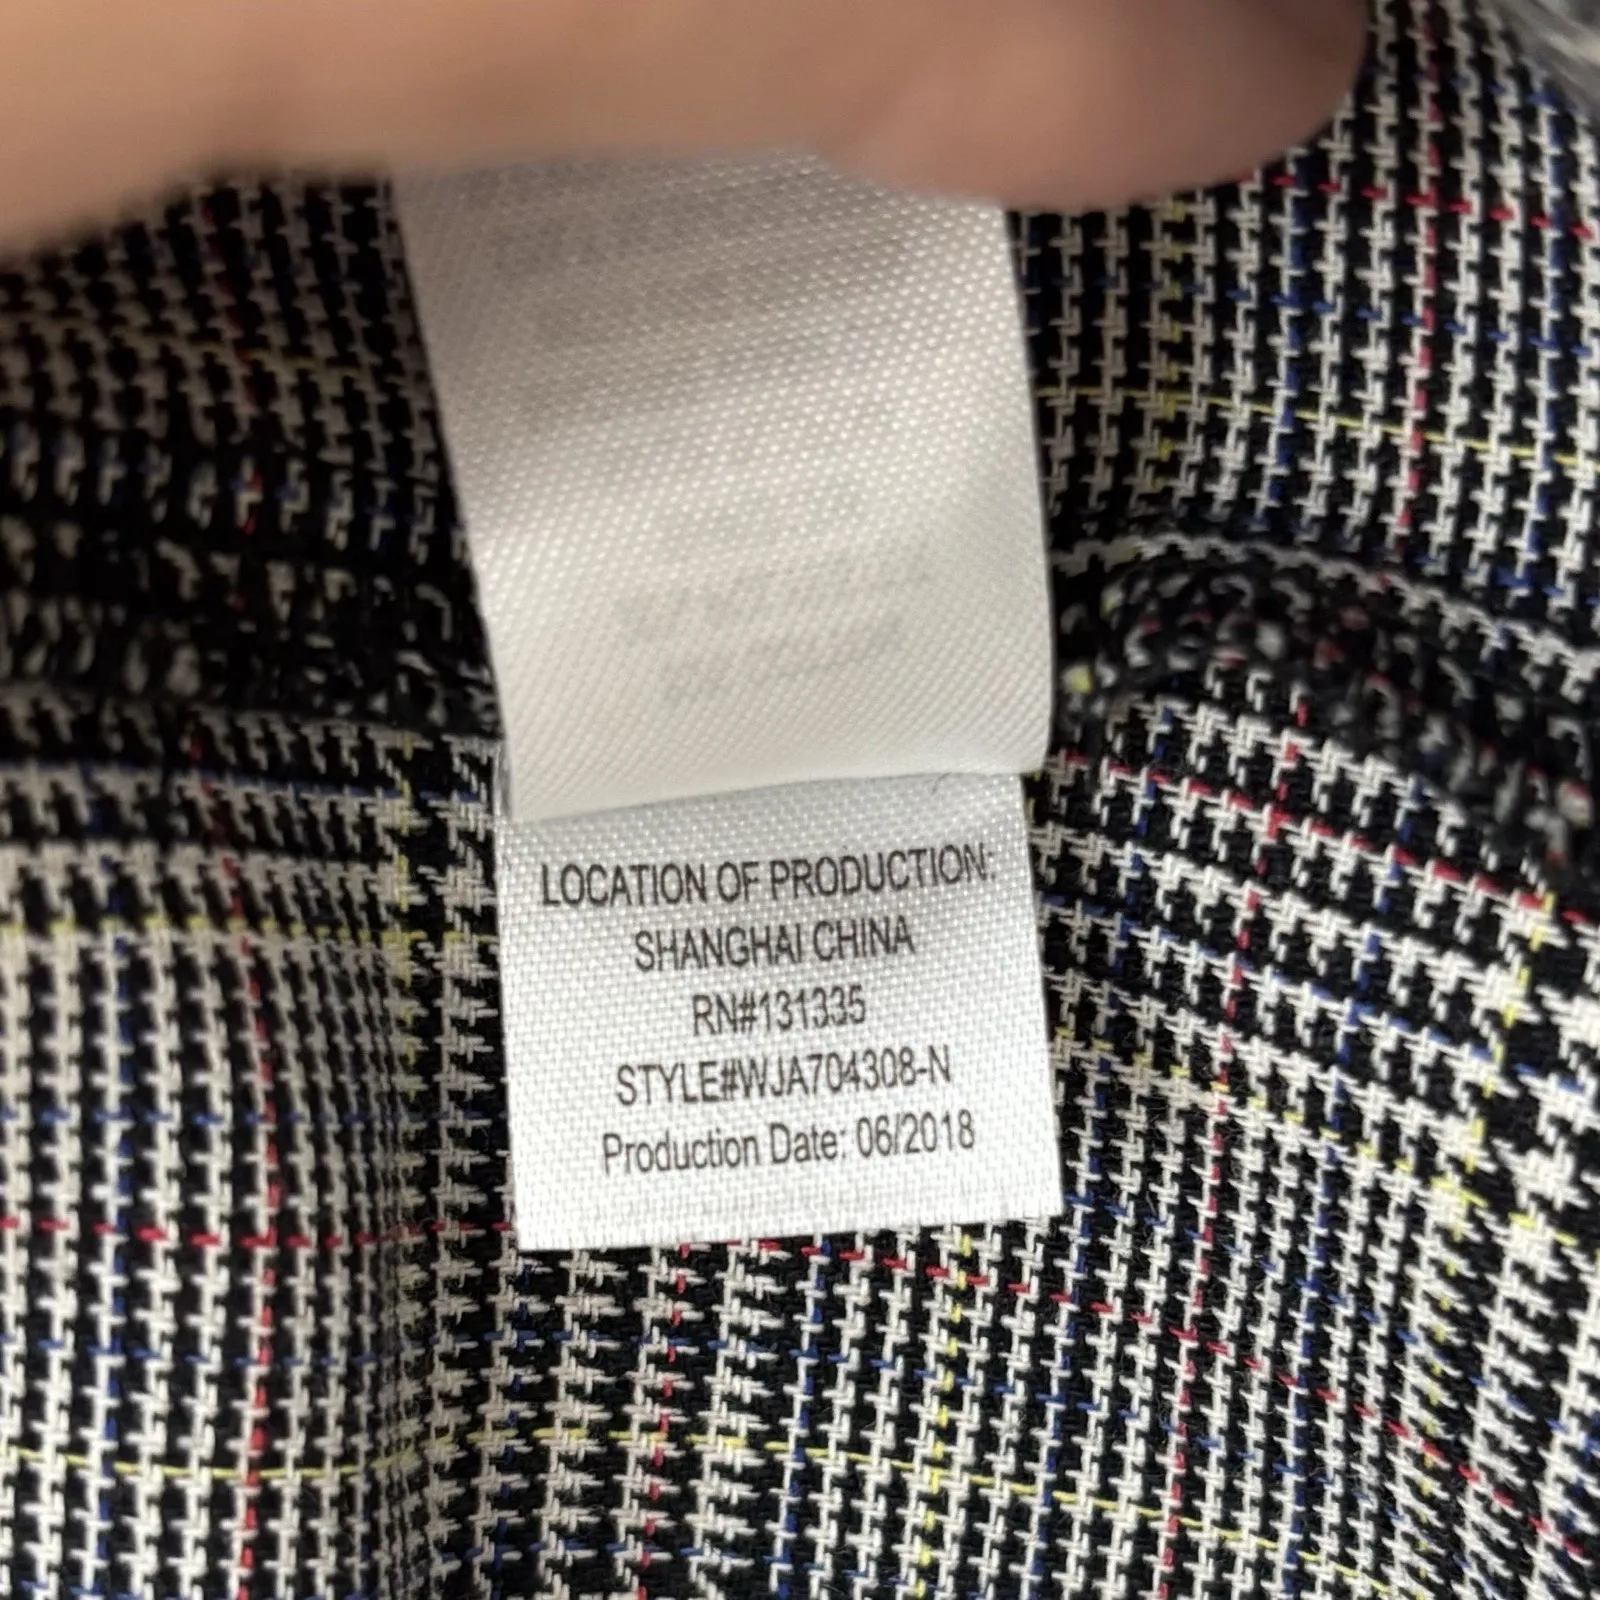 LOCATION OF PRODUCTION:
SHANGHAI CHINA
RN#131335
STYLE#WJA704308-N
Production Date: 06/2018